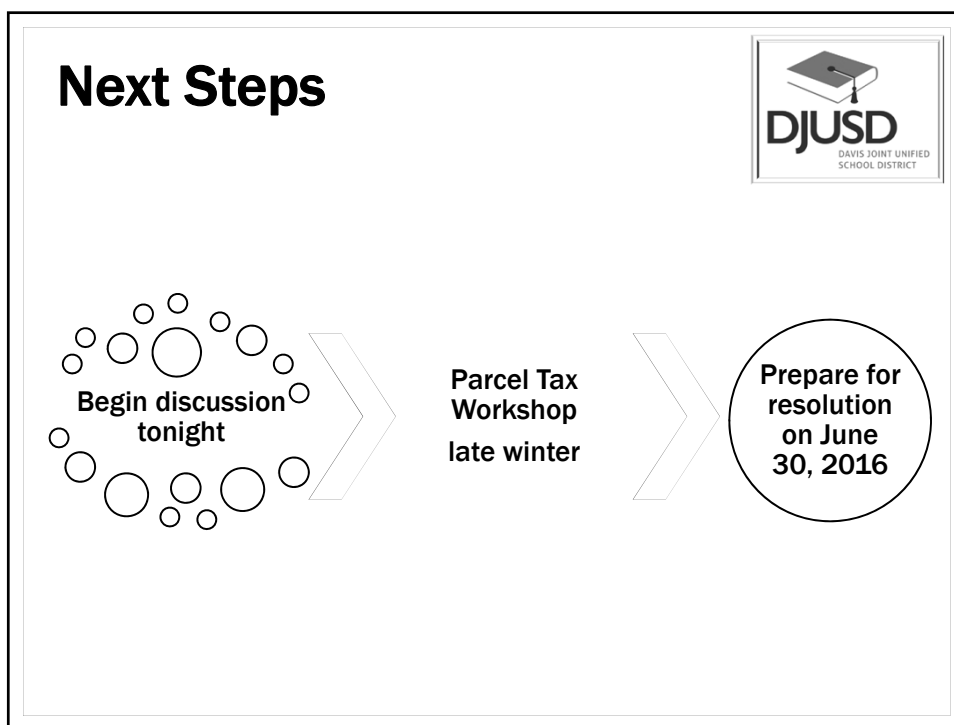 Next Steps
DJUSD
DAVIS JOINT UNIFIED
SCHOOL DISTRICT
Begin discussion
tonight
Parcel Tax
Workshop
late winter
Prepare for
resolution
on June
30, 2016